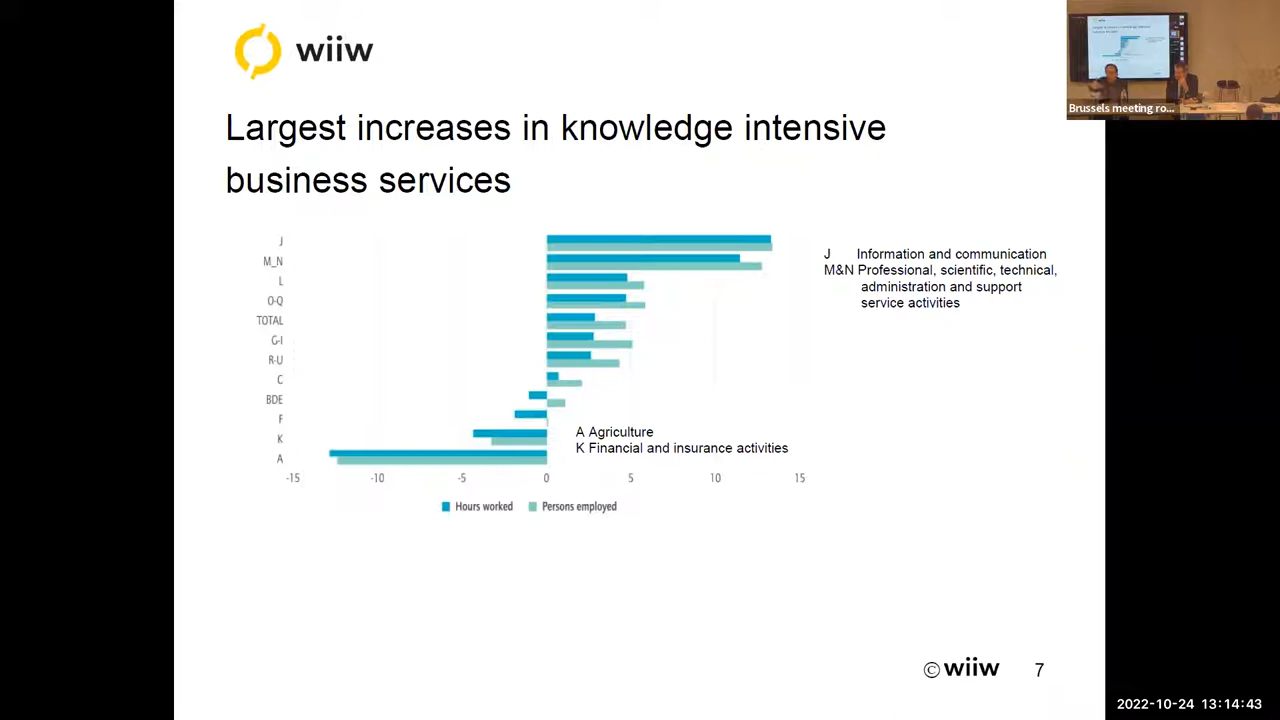 wiiw
Brussels meeting ro...
Largest increases in knowledge intensive
business services
J
M_N
L
O-Q
TOTAL
G-I
R-U
C
BDE
F
K
A
J Information and communication
M&N Professional, scientific, technical,
administration and support
service activities
A Agriculture
K Financial and insurance activities
-15 -10 -5 0 5 10 15
Hours worked Persons employed
©wiiw 7
2022-10-24 13:14:43